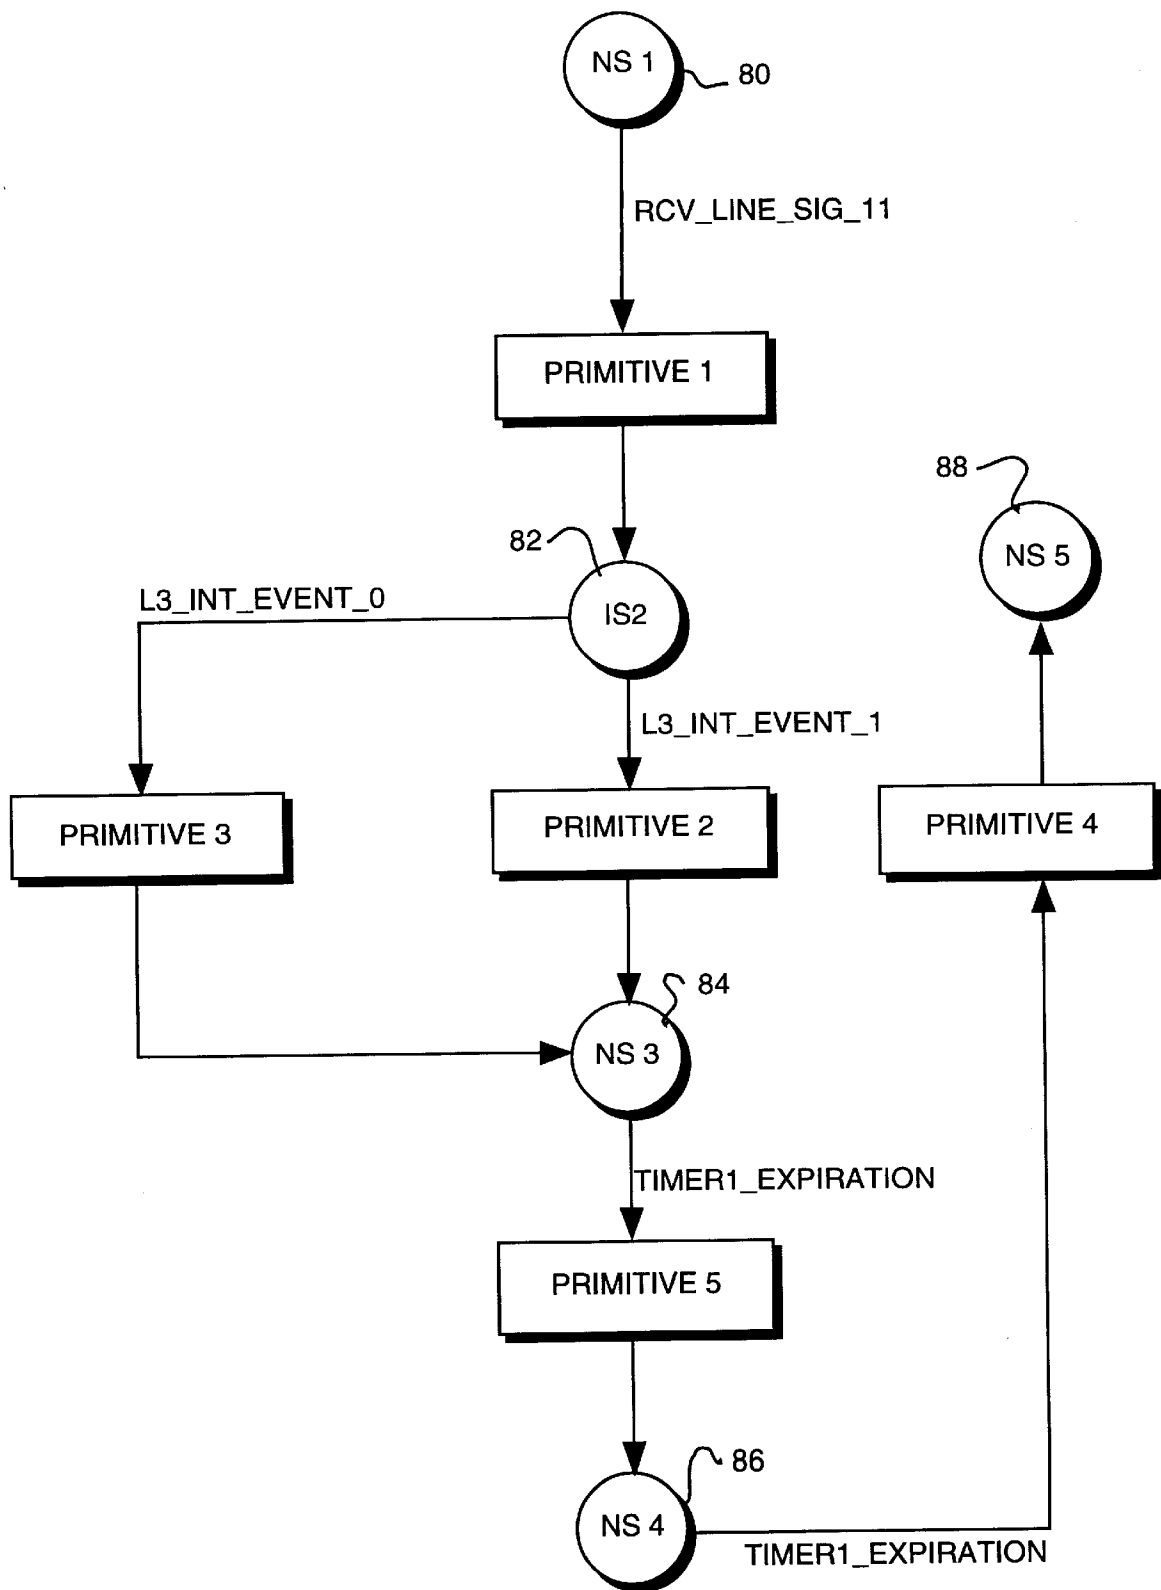 NS 1
80
RCV_LINE_SIG_11
PRIMITIVE 1
88
82
NS 5
L3_INT_EVENT_0
IS2
L3_INT_EVENT_1
PRIMITIVE 3
PRIMITIVE 2
PRIMITIVE 4
84
NS 3
TIMER1_EXPIRATION
PRIMITIVE 5
86
NS 4
TIMER1_EXPIRATION